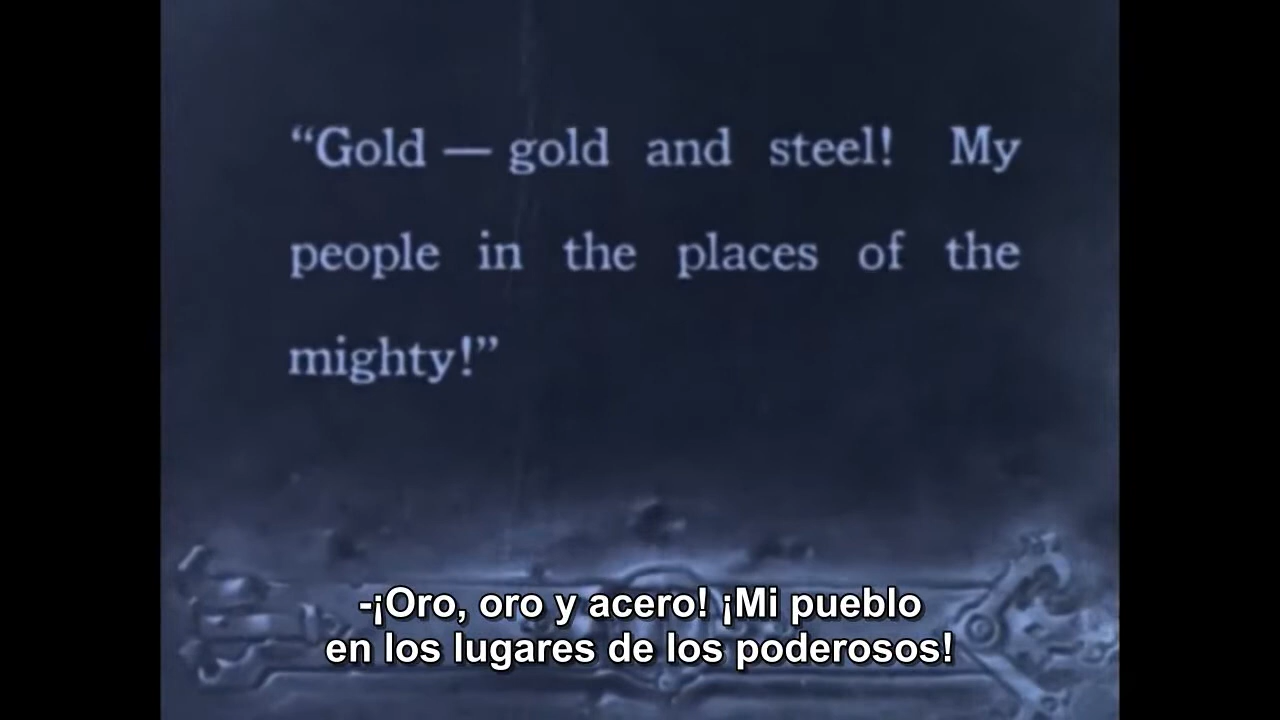 “Gold — gold and steel! My
people in the places of the
mighty!”
-¡Oro, oro y acero! ¡Mi pueblo
en los lugares de los poderosos!